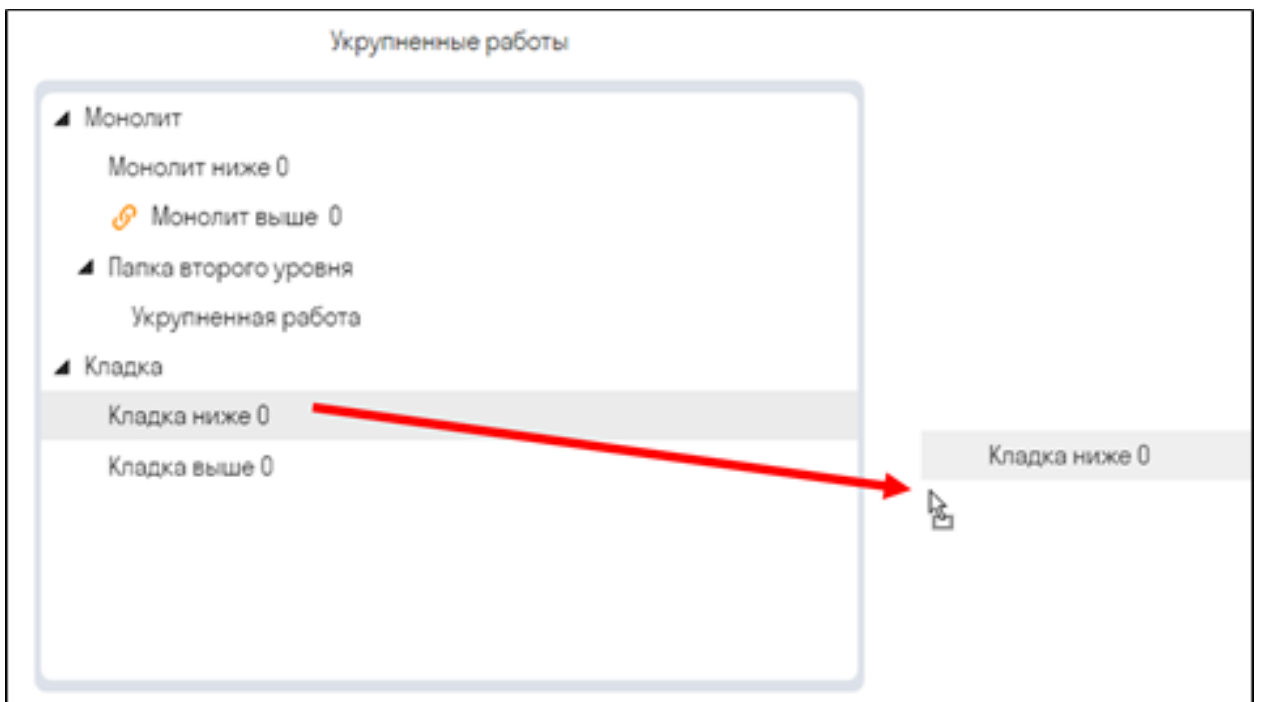 Укрупненные работы
Монолит
Монолит ниже 0
Монолит выше 0
Папка второго уровня
Укрупненная работа
Кладка
Кладка ниже 0
Кладка выше 0
Кладка ниже 0